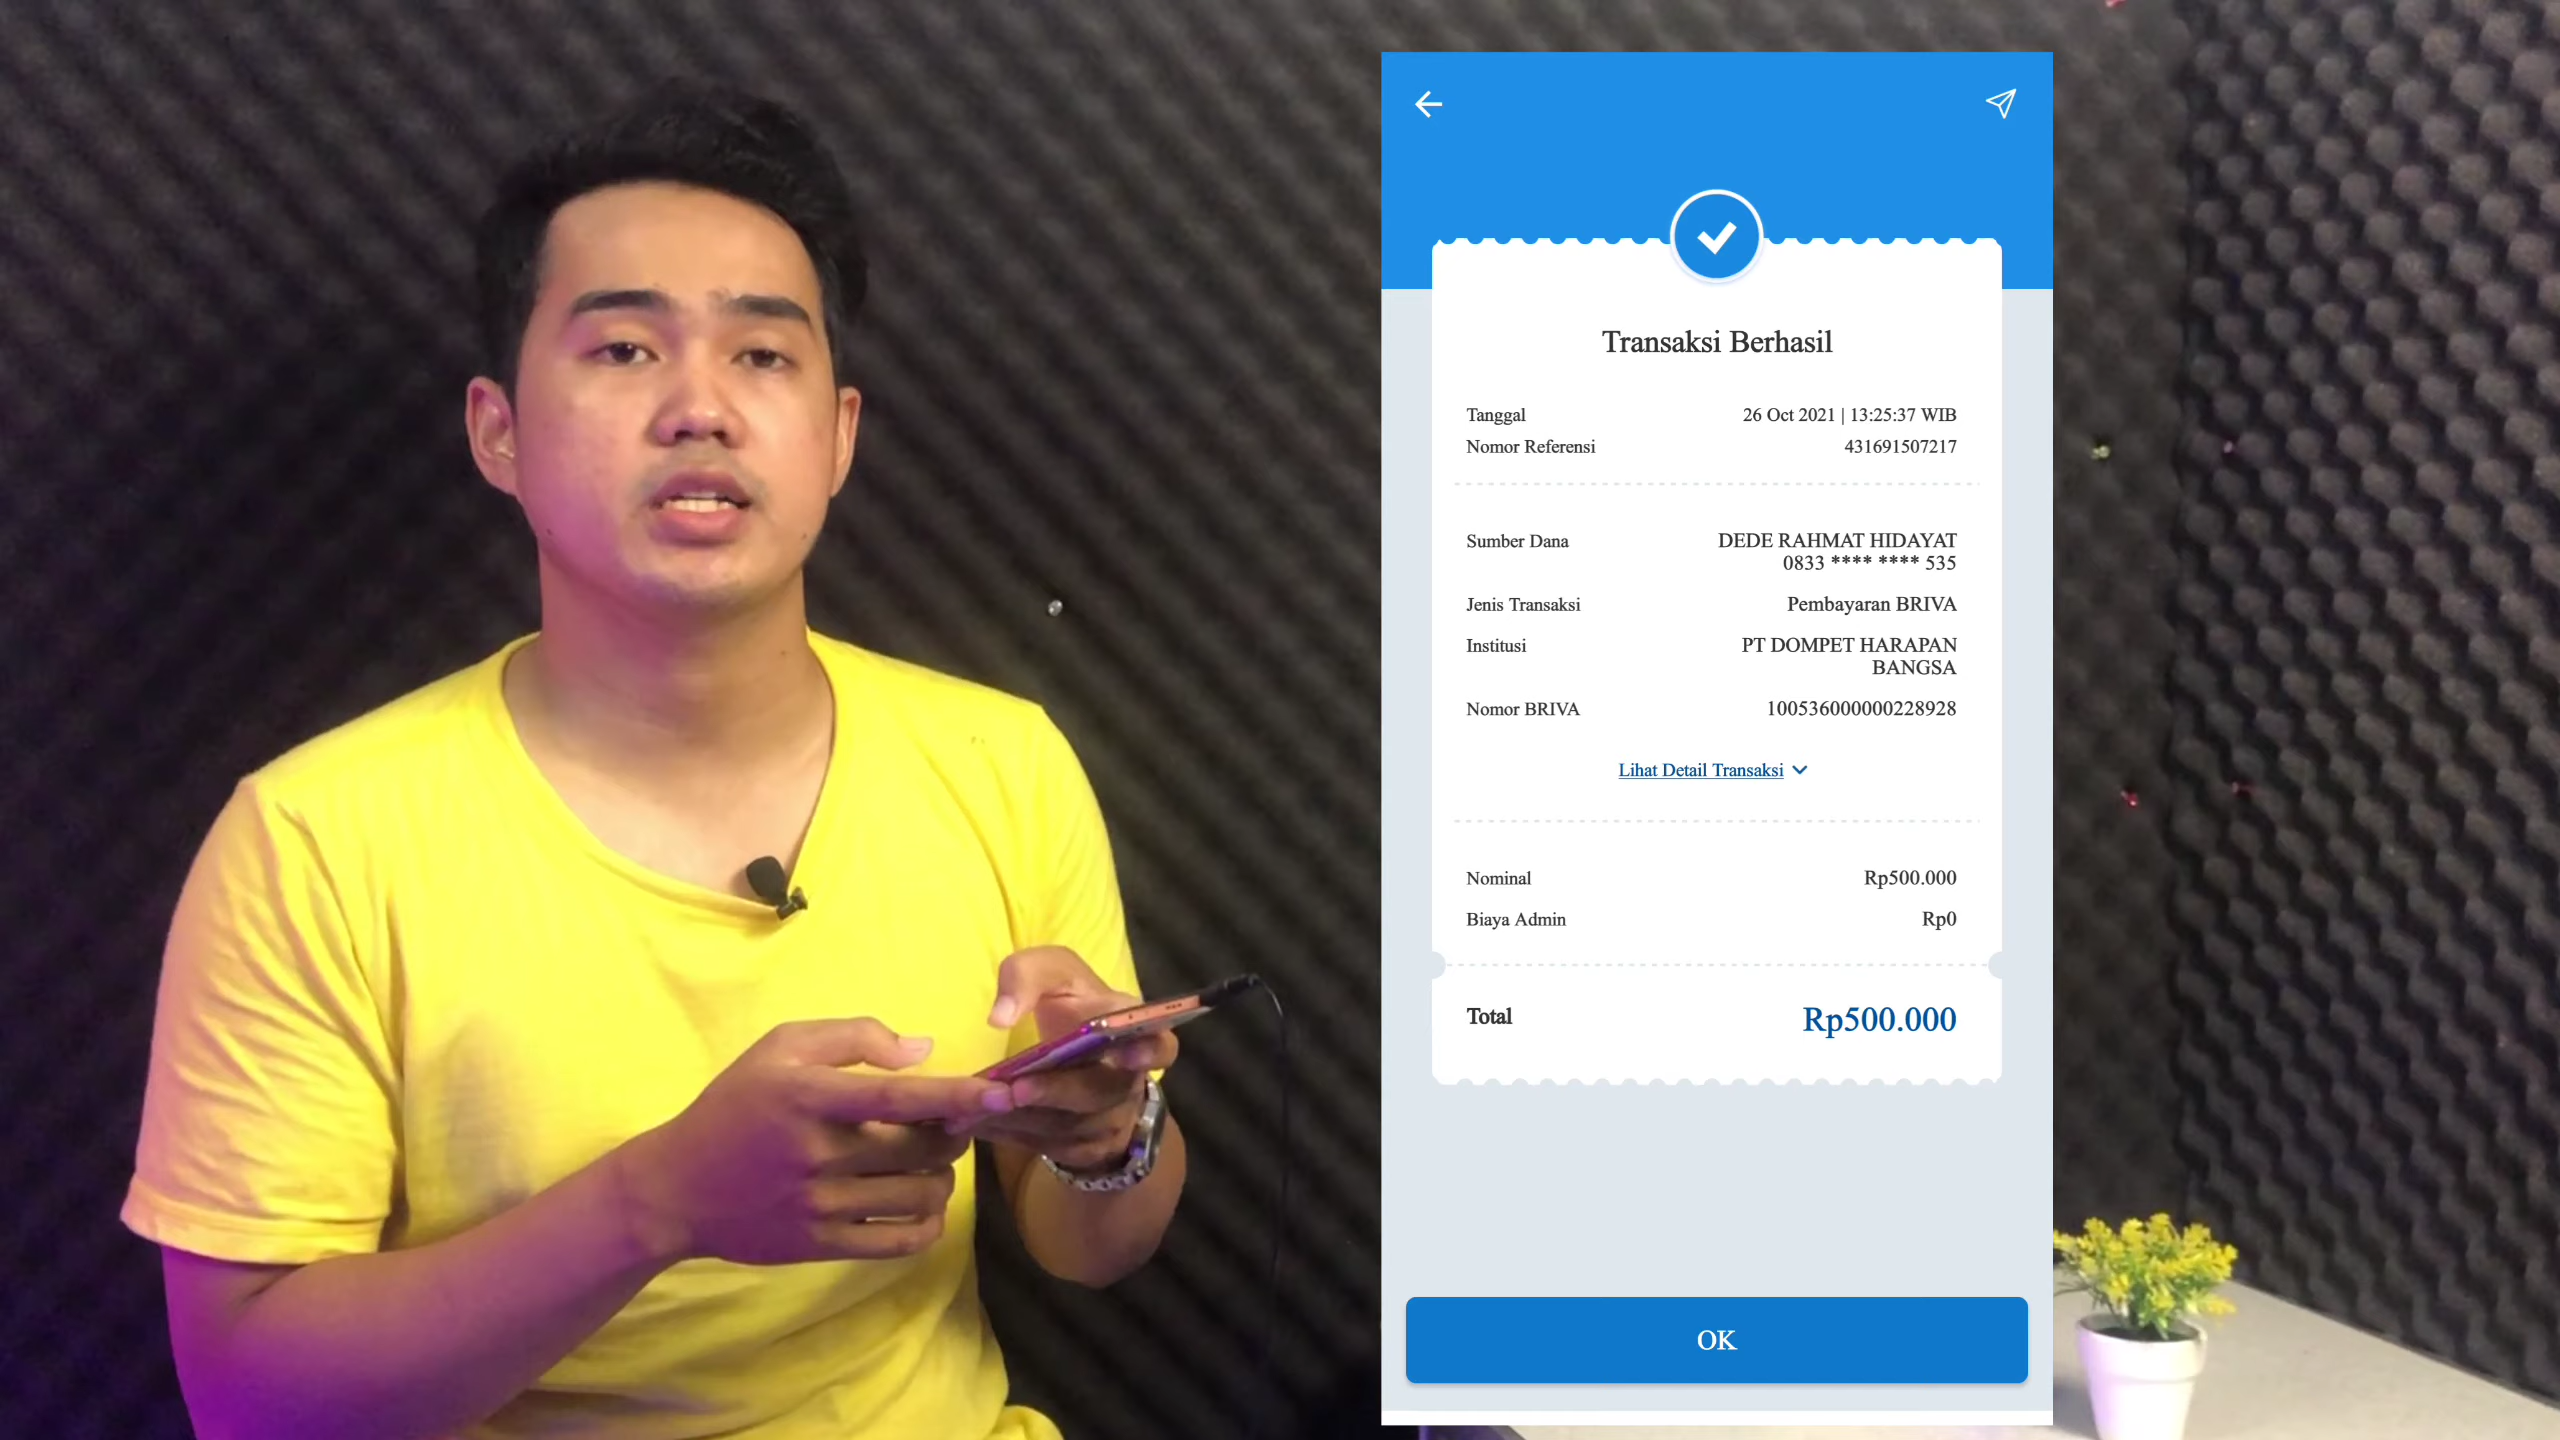 Transaksi Berhasil
Tanggal 26 Oct 2021 | 13:25:37 WIB
Nomor Referensi 431691507217
Sumber Dana DEDE RAHMAT HIDAYAT
0833 **** **** 535
Jenis Transaksi Pembayaran BRIVA
Institusi PT DOMPET HARAPAN
BANGSA
Nomor BRIVA 100536000000228928
Lihat Detail Transaksi
Nominal Rp500.000
Biaya Admin Rp0
Total Rp500.000
OK